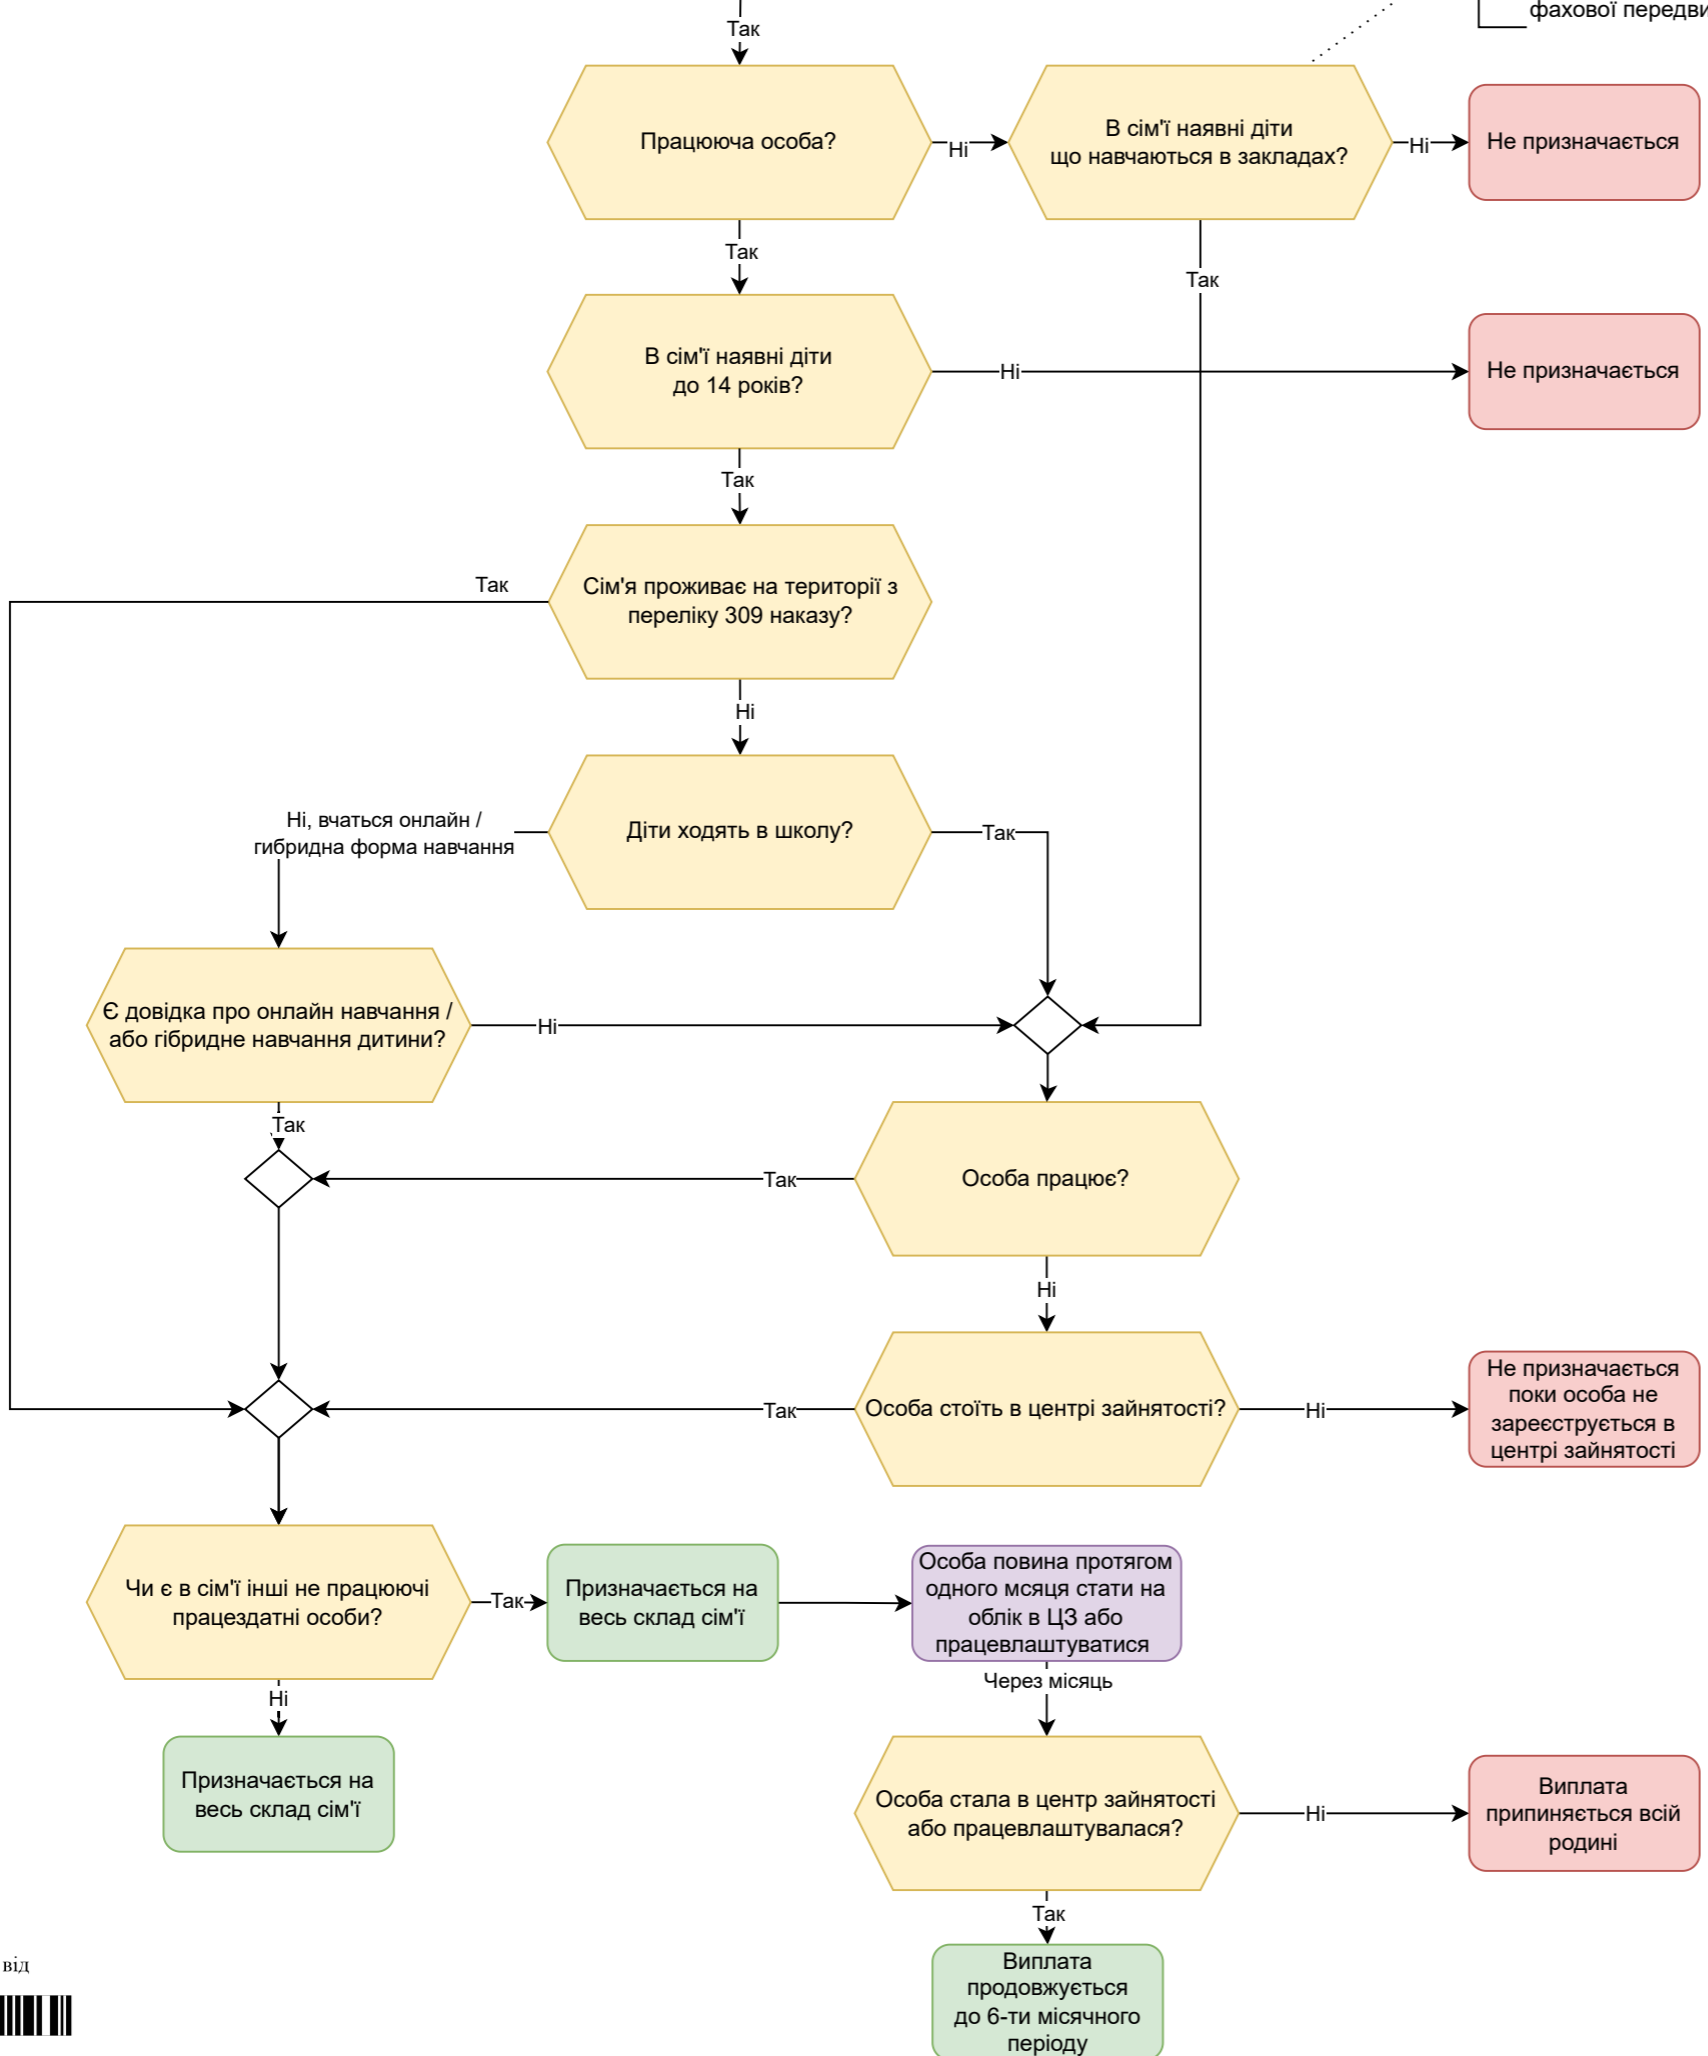 фахової передви
Так
Працююча особа?
Ні
В сім'ї наявні діти
що навчаються в закладах?
Ні
Не призначається
Так
Так
В сім'ї наявні діти
до 14 років?
Ні
Не призначається
Так
Так
Сім'я проживає на території з
переліку 309 наказу?
Ні
Ні, вчаться онлайн /
гибридна форма навчання
Діти ходять в школу?
Так
Є довідка про онлайн навчання /
або гібридне навчання дитини?
Ні
Так
Так
Особа працює?
Ні
Так
Особа стоїть в центрі зайнятості?
Ні
Не призначається
поки особа не
зареєструється в
центрі зайнятості
Чи є в сім'ї інші не працюючі
працездатні особи?
Так
Призначається на
весь склад сім'ї
Особа повина протягом
одного мсяця стати на
облік в ЦЗ або
працевлаштуватися
Через місяць
Ні
Призначається на
весь склад сім'ї
Особа стала в центр зайнятості
або працевлаштувалася?
Ні
Виплата
припиняється всій
родині
Так
Виплата
продовжується
до 6-ти місячного
періоду
від